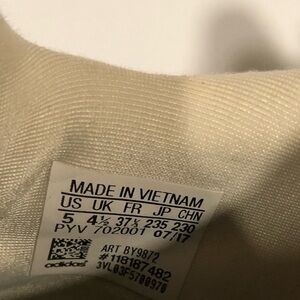 MADE IN VIETNAM
US UK FR JP CHN
5 4½ 37⅓ 235 230
PYV 702001 07/17
ART BY9872
#118187482
3YL03F5700976
adidas